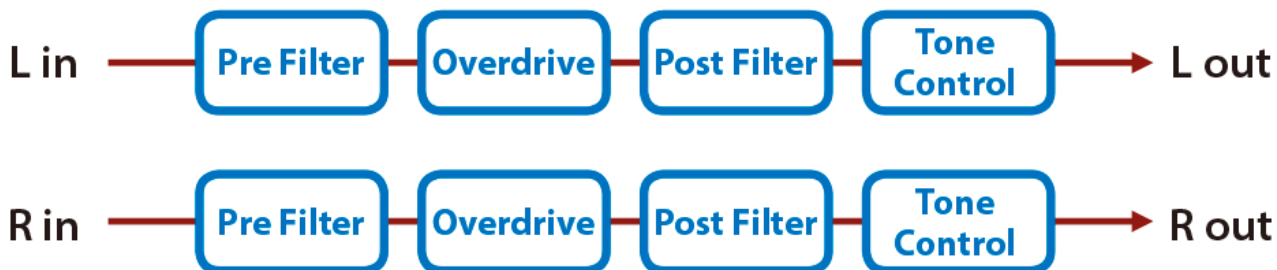 L in
Pre Filter
Overdrive
Post Filter
Tone
Control
L out
R in
Pre Filter
Overdrive
Post Filter
Tone
Control
R out